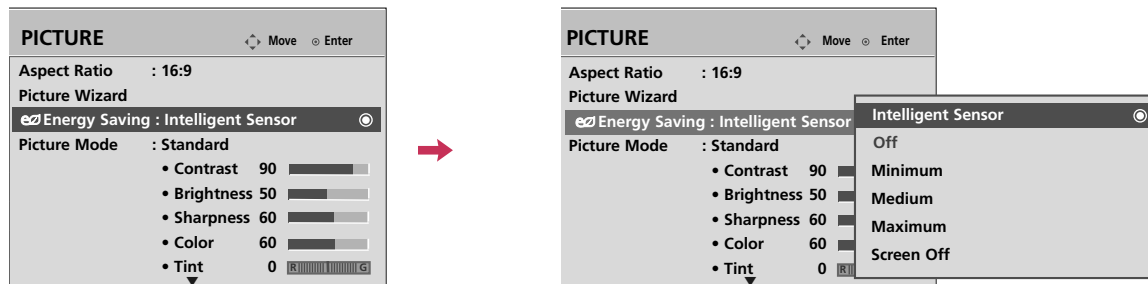 PICTURE
Move Enter
Aspect Ratio : 16:9
Picture Wizard
Energy Saving : Intelligent Sensor
Picture Mode : Standard
• Contrast 90
• Brightness 50
• Sharpness 60
• Color 60
• Tint 0 R G
PICTURE
Move Enter
Aspect Ratio : 16:9
Picture Wizard
Energy Saving : Intelligent Sensor
Picture Mode : Standard
• Contrast 90
• Brightness 50
• Sharpness 60
• Color 60
• Tint 0 R
Intelligent Sensor
Off
Minimum
Medium
Maximum
Screen Off